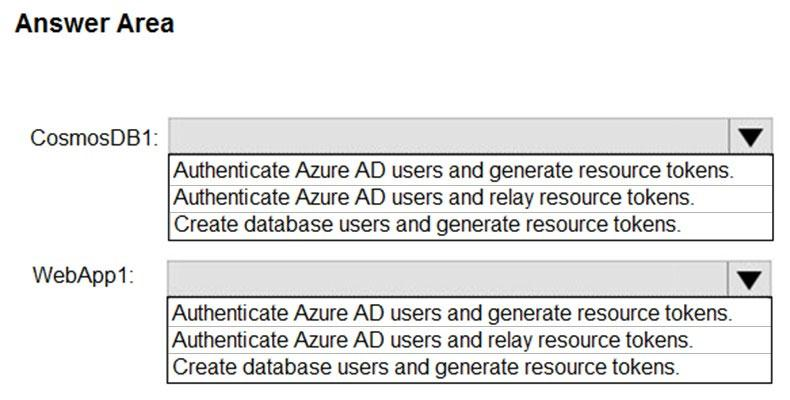 Answer Area
CosmosDB1:
Authenticate Azure AD users and generate resource tokens.
Authenticate Azure AD users and relay resource tokens.
Create database users and generate resource tokens.
WebApp1:
Authenticate Azure AD users and generate resource tokens.
Authenticate Azure AD users and relay resource tokens.
Create database users and generate resource tokens.